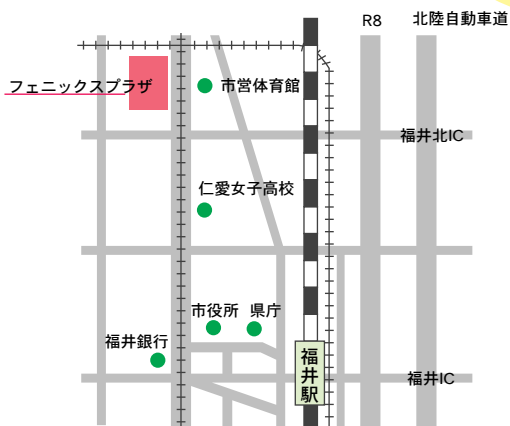 R8
北陸自動車道
フェニックスプラザ
市営体育館
福井北IC
仁愛女子高校
市役所
県庁
福井銀行
福井駅
福井IC